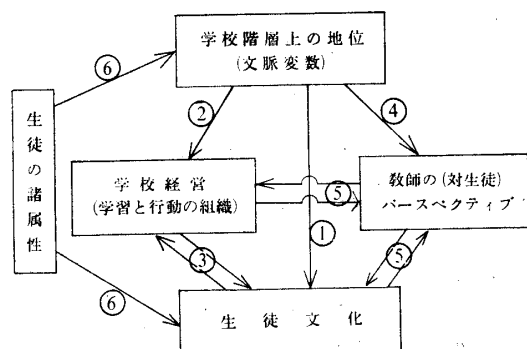 学校階層上の地位
(文脈変数)
⑥
②
④
生徒の諸属性
学校経営
(学習と行動の組織)
⑤
教師の(対生徒)
パースペクティブ
①
③
⑤
⑥
生徒文化